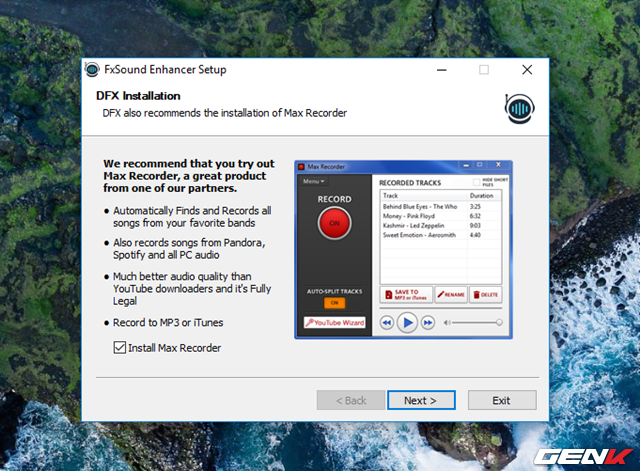 FxSound Enhancer Setup
DFX Installation
DFX also recommends the installation of Max Recorder
We recommend that you try out
Max Recorder, a great product
from one of our partners.
• Automatically Finds and Records all
songs from your favorite bands
• Also records songs from Pandora,
Spotify and all PC audio
• Much better audio quality than
YouTube downloaders and it's Fully
Legal
• Record to MP3 or iTunes
Install Max Recorder
Max Recorder
Menu
RECORD
ON
AUTO-SPLIT TRACKS
ON
YouTube Wizard
RECORDED TRACKS
HIDE SHORT
FILES
Track Duration
Behind Blue Eyes - The Who 3:25
Money - Pink Floyd 6:32
Kashmir - Led Zeppelin 9:03
Sweet Emotion - Aerosmith 4:40
SAVE TO
MP3 or iTunes
RENAME
DELETE
< Back
Next >
Exit
GENK